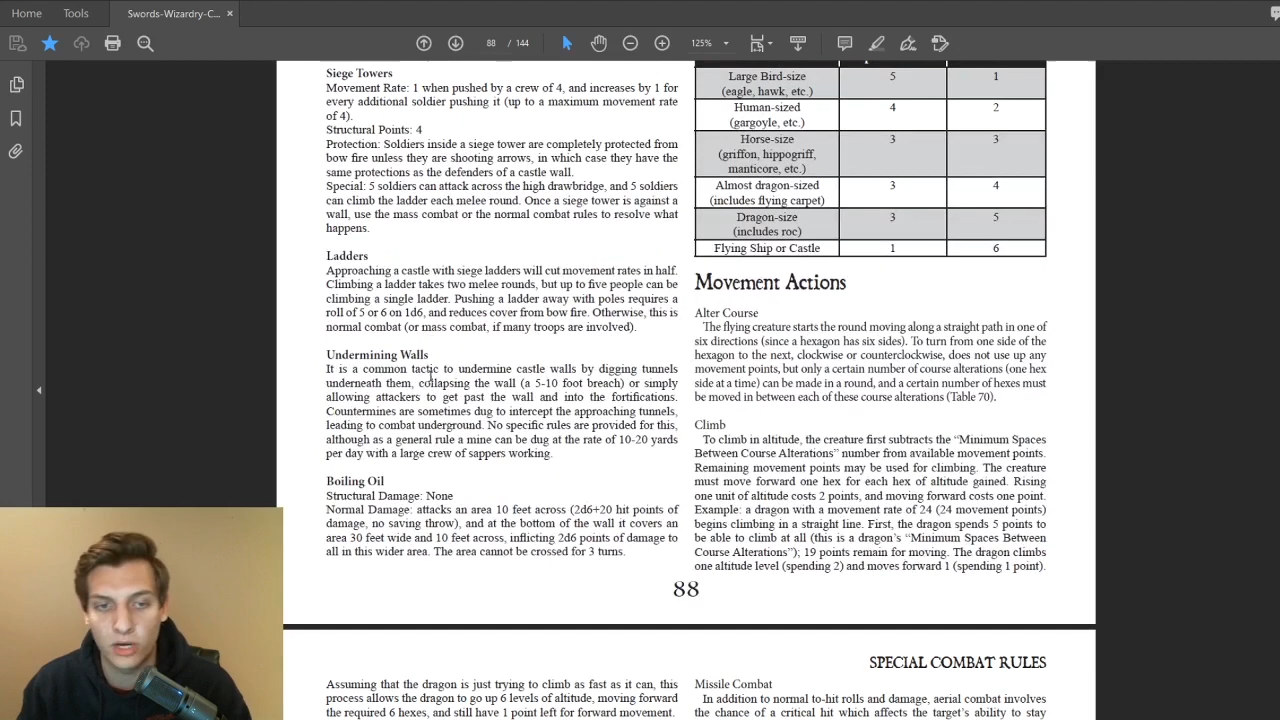 Home
Tools
Swords-Wizardry-C...
88 / 144
125%
Siege Towers
Movement Rate: 1 when pushed by a crew of 4, and increases by 1 for
every additional soldier pushing it (up to a maximum movement rate
of 4).
Structural Points: 4
Protection: Soldiers inside a siege tower are completely protected from
bow fire unless they are shooting arrows, in which case they have the
same protections as the defenders of a castle wall.
Special: 5 soldiers can attack across the high drawbridge, and 5 soldiers
can climb the ladder each melee round. Once a siege tower is against a
wall, use the mass combat or the normal combat rules to resolve what
happens.
Ladders
Approaching a castle with siege ladders will cut movement rates in half.
Climbing a ladder takes two melee rounds, but up to five people can be
climbing a single ladder. Pushing a ladder away with poles requires a
roll of 5 or 6 on 1d6, and reduces cover from bow fire. Otherwise, this is
normal combat (or mass combat, if many troops are involved).
Undermining Walls
It is a common tactic to undermine castle walls by digging tunnels
underneath them, collapsing the wall (a 5-10 foot breach) or simply
allowing attackers to get past the wall and into the fortifications.
Countermines are sometimes dug to intercept the approaching tunnels,
leading to combat underground. No specific rules are provided for this,
although as a general rule a mine can be dug at the rate of 10-20 yards
per day with a large crew of sappers working.
Boiling Oil
Structural Damage: None
Normal Damage: attacks an area 10 feet across (2d6+20 hit points of
damage, no saving throw), and at the bottom of the wall it covers an
area 30 feet wide and 10 feet across, inflicting 2d6 points of damage to
all in this wider area. The area cannot be crossed for 3 turns.
Large Bird-size 5 1
(eagle, hawk, etc.)
Human-sized 4 2
(gargoyle, etc.)
Horse-size 3 3
(griffon, hippogriff,
manticore, etc.)
Almost dragon-sized 3 4
(includes flying carpet)
Dragon-size 3 5
(includes roc)
Flying Ship or Castle 1 6
Movement Actions
Alter Course
The flying creature starts the round moving along a straight path in one of
six directions (since a hexagon has six sides). To turn from one side of the
hexagon to the next, clockwise or counterclockwise, does not use up any
movement points, but only a certain number of course alterations (one hex
side at a time) can be made in a round, and a certain number of hexes must
be moved in between each of these course alterations (Table 70).
Climb
To climb in altitude, the creature first subtracts the “Minimum Spaces
Between Course Alterations” number from available movement points.
Remaining movement points may be used for climbing. The creature
must move forward one hex for each hex of altitude gained. Rising
one unit of altitude costs 2 points, and moving forward costs one point.
Example: a dragon with a movement rate of 24 (24 movement points)
begins climbing in a straight line. First, the dragon spends 5 points to
be able to climb at all (this is a dragon’s “Minimum Spaces Between
Course Alterations”); 19 points remain for moving. The dragon climbs
one altitude level (spending 2) and moves forward 1 (spending 1 point).
88
SPECIAL COMBAT RULES
Assuming that the dragon is just trying to climb as fast as it can, this
process allows the dragon to go up 6 levels of altitude, moving forward
the required 6 hexes, and still have 1 point left for forward movement.
Missile Combat
In addition to normal to-hit rolls and damage, aerial combat involves
the chance of a critical hit which affects the target’s ability to stay